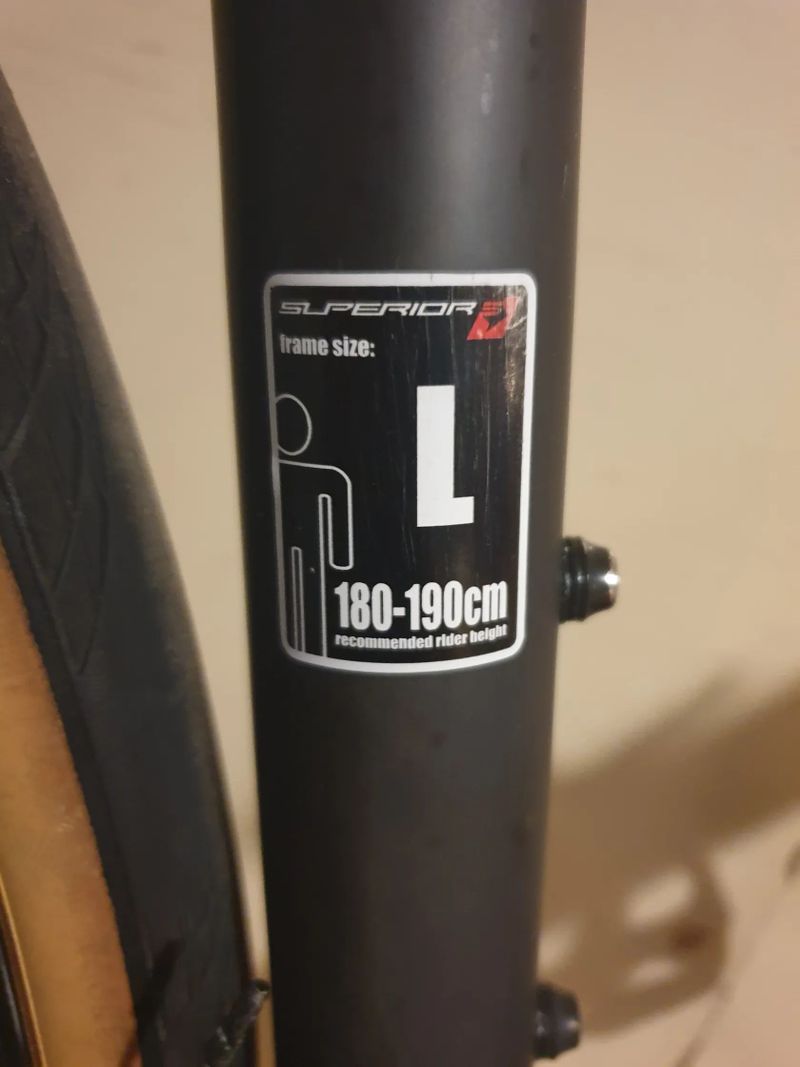 SUPERIOR
frame size:
L
180-190cm
recommended rider height